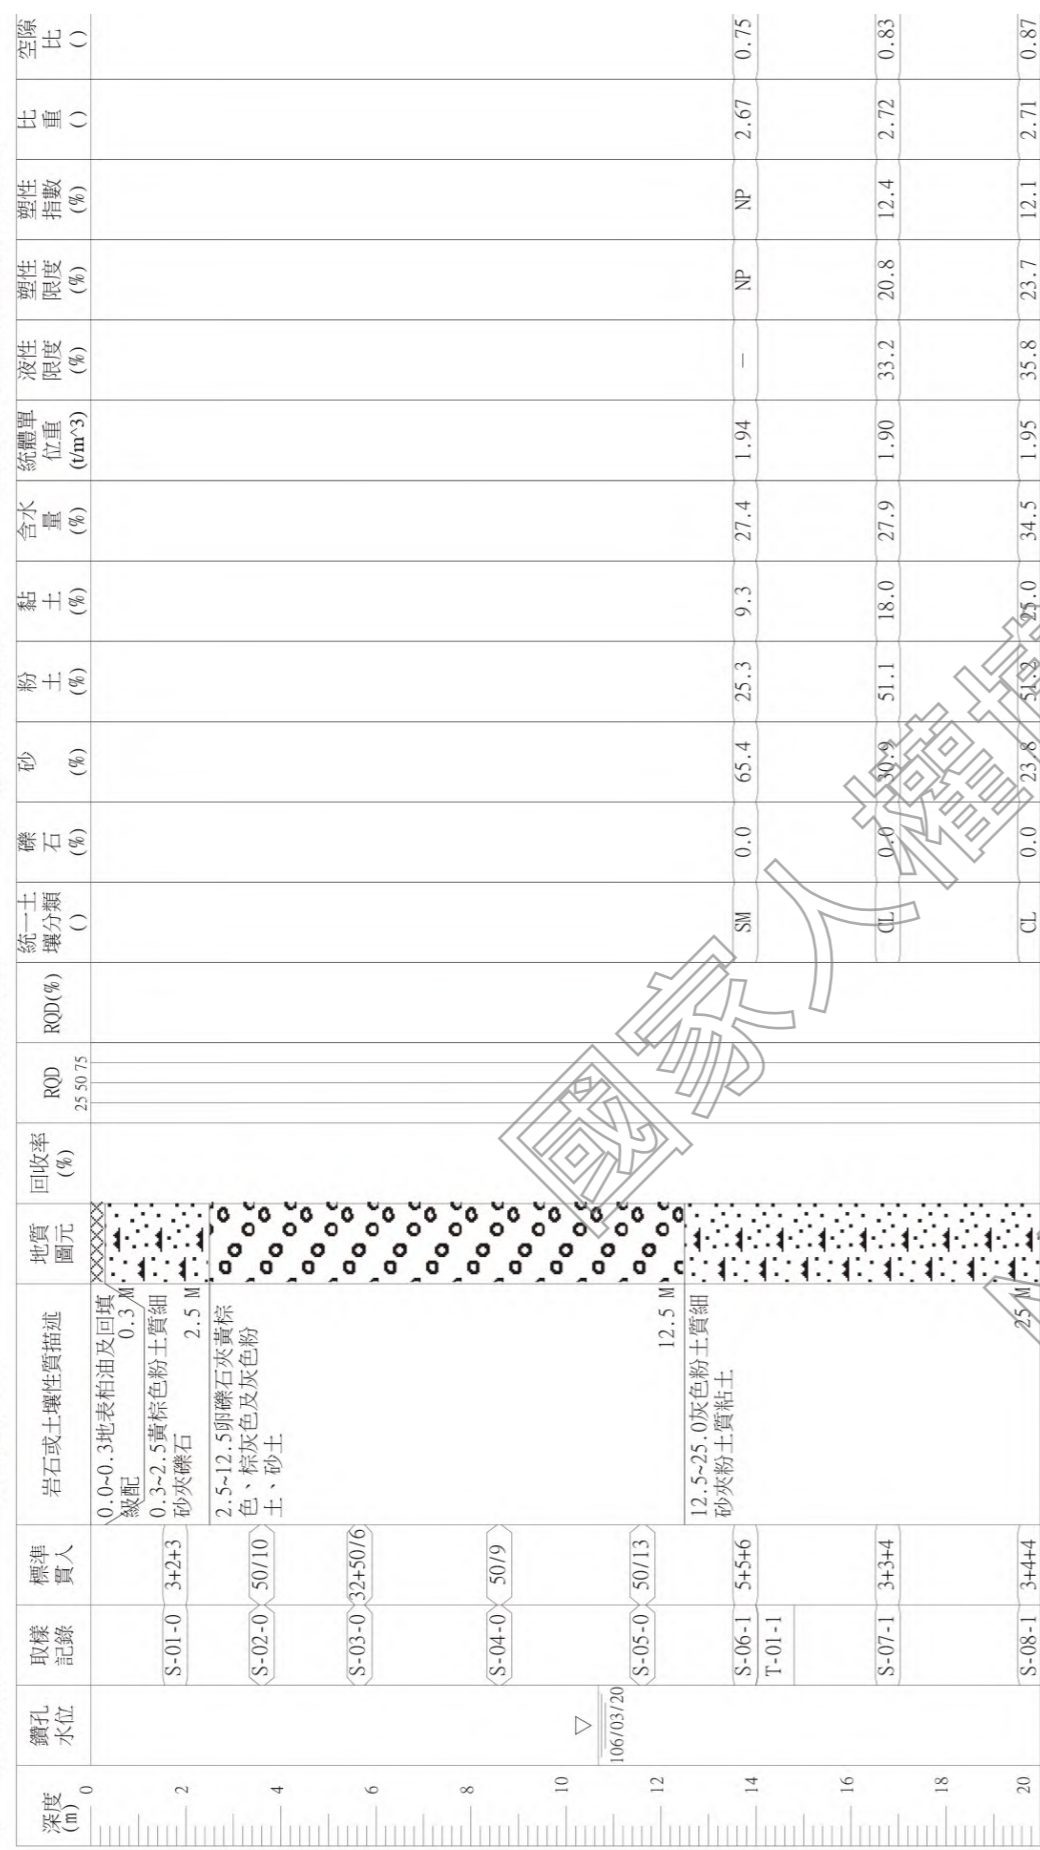 深度
(m)
鑽孔
水位
取樣
記錄
標準
貫入
岩石或土壤性質描述
地質
圖元
回收率
(%)
RQD
25 50 75
RQD(%)
統一土
壤分類
()
礫
石
(%)
砂
(%)
粉
土
(%)
黏
土
(%)
含水
量
(%)
統體單
位重
(t/m^3)
液性
限度
(%)
塑性
限度
(%)
塑性
指數
(%)
比
重
()
空隙
比
()
0
2
4
6
8
10
12
14
16
18
20
106/03/20
0.0~0.3地表柏油及回填
級配
0.3 M
0.3~2.5黃棕色粉土質細
砂夾礫石
2.5 M
2.5~12.5卵礫石夾黃棕
色、棕灰色及灰色粉
土、砂土
12.5 M
12.5~25.0灰色粉土質細
砂夾粉土質粘土
25 M
S-01-0 3+2+3
S-02-0 50/10
S-03-0 32+50/6
S-04-0 50/9
S-05-0 50/13
S-06-1 5+5+6 SM 0.0 65.4 25.3 9.3 27.4 1.94 — NP NP 2.67 0.75
T-01-1
S-07-1 3+3+4 CL 0.0 30.9 51.1 18.0 27.9 1.90 33.2 20.8 12.4 2.72 0.83
S-08-1 3+4+4 CL 0.0 23.8 51.2 25.0 34.5 1.95 35.8 23.7 12.1 2.71 0.87
國家人權博